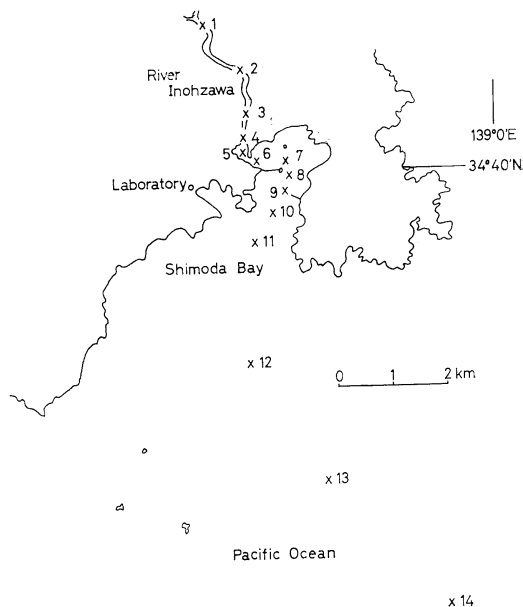 x 1
x 2
River
Inohzawa
x 3
x 4
5 x
x 6
x 7
x 8
9 x
x 10
x 11
139°0'E
34°40'N
Laboratory
Shimoda Bay
x 12
0 1 2 km
x 13
Pacific Ocean
x 14